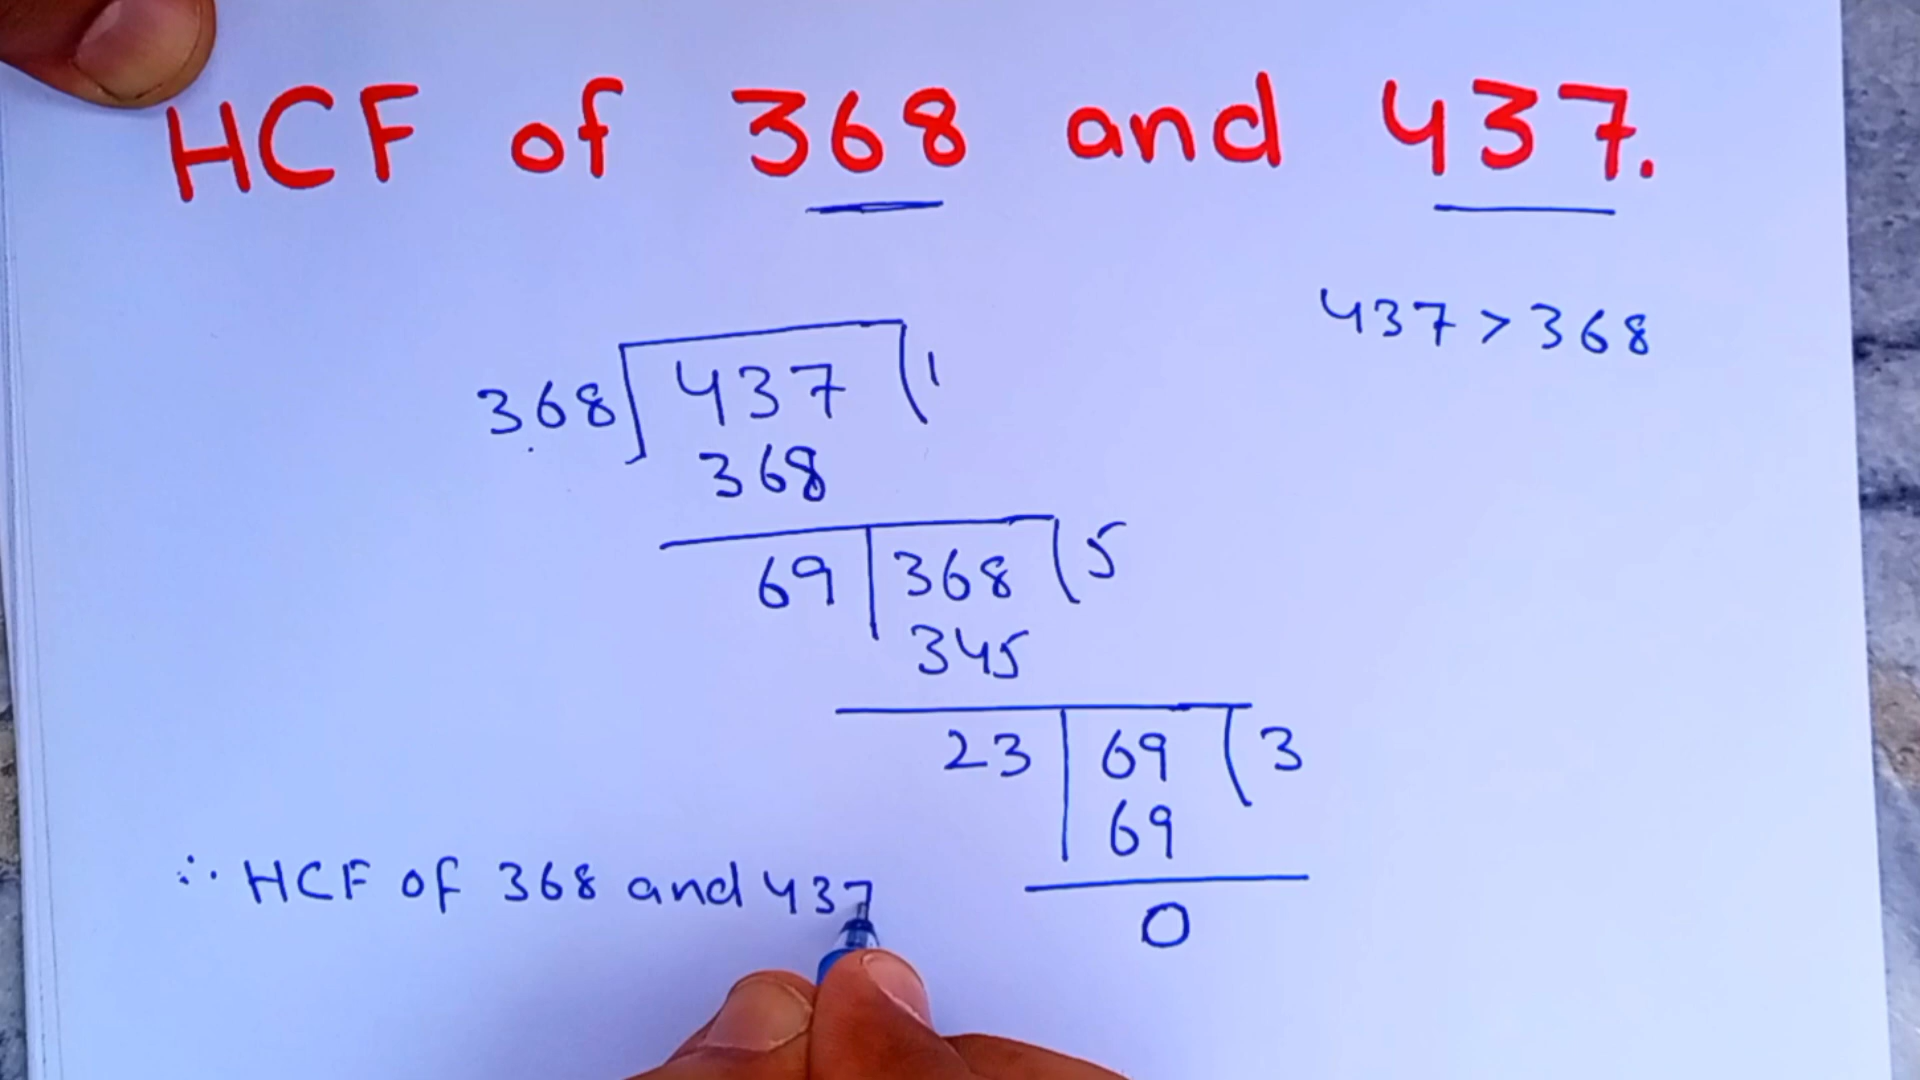 HCF of 368 and 437.
437 > 368
368 437 1
368
69 368 5
345
23 69 3
69
0
∴ HCF of 368 and 437